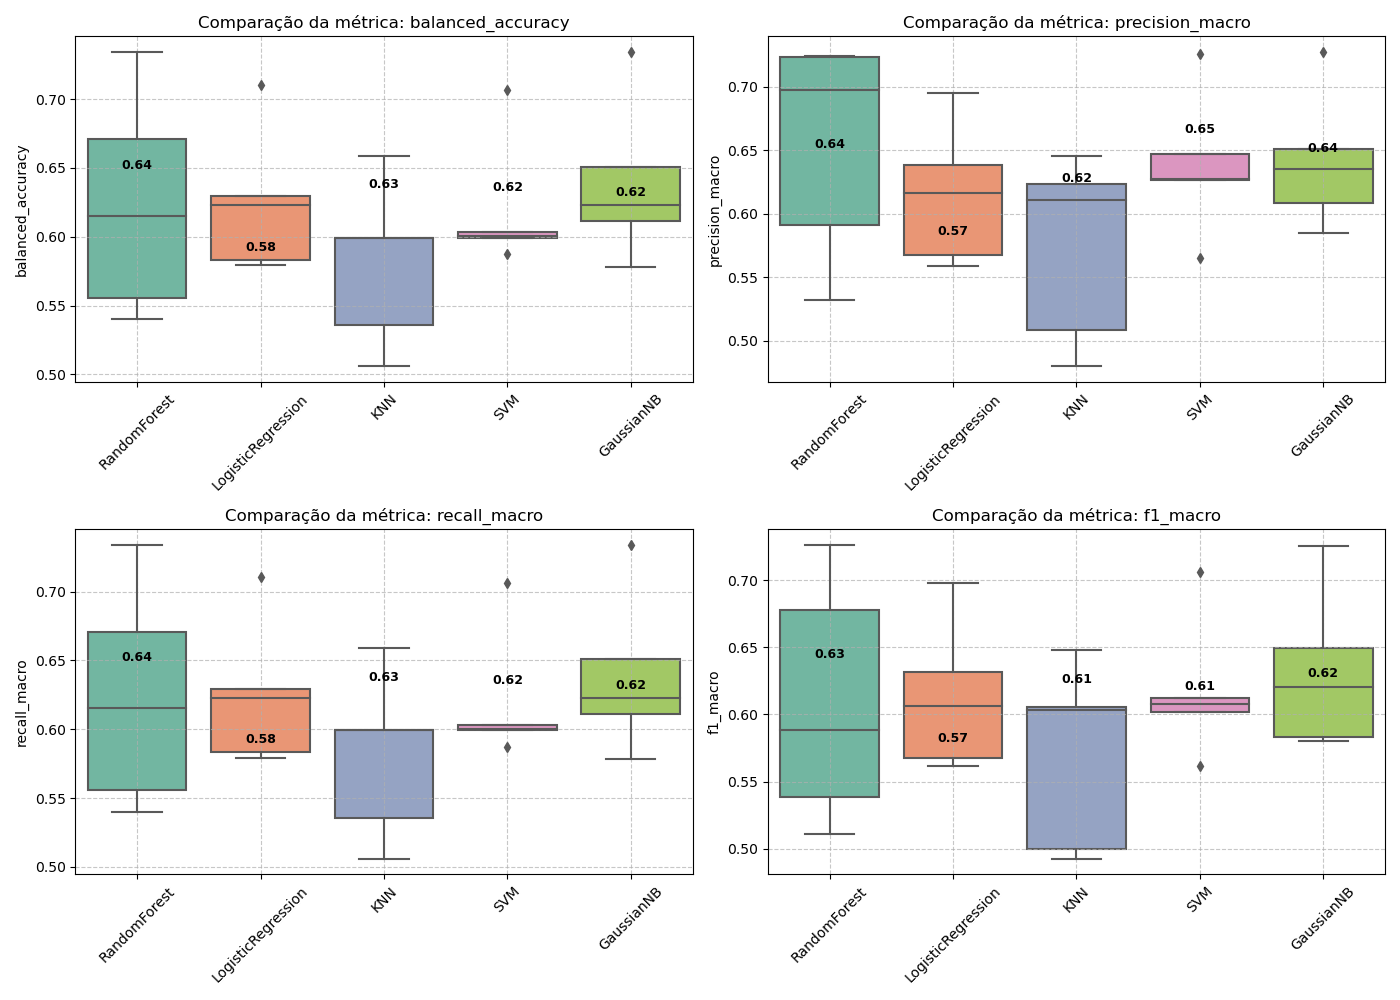 Comparação da métrica: balanced_accuracy
balanced_accuracy
0.70
0.65
0.60
0.55
0.50
0.64
0.58
0.63
0.62
0.62
RandomForest
LogisticRegression
KNN
SVM
GaussianNB
Comparação da métrica: precision_macro
precision_macro
0.70
0.65
0.60
0.55
0.50
0.64
0.57
0.62
0.65
0.64
RandomForest
LogisticRegression
KNN
SVM
GaussianNB
Comparação da métrica: recall_macro
recall_macro
0.70
0.65
0.60
0.55
0.50
0.64
0.58
0.63
0.62
0.62
RandomForest
LogisticRegression
KNN
SVM
GaussianNB
Comparação da métrica: f1_macro
f1_macro
0.70
0.65
0.60
0.55
0.50
0.63
0.57
0.61
0.61
0.62
RandomForest
LogisticRegression
KNN
SVM
GaussianNB